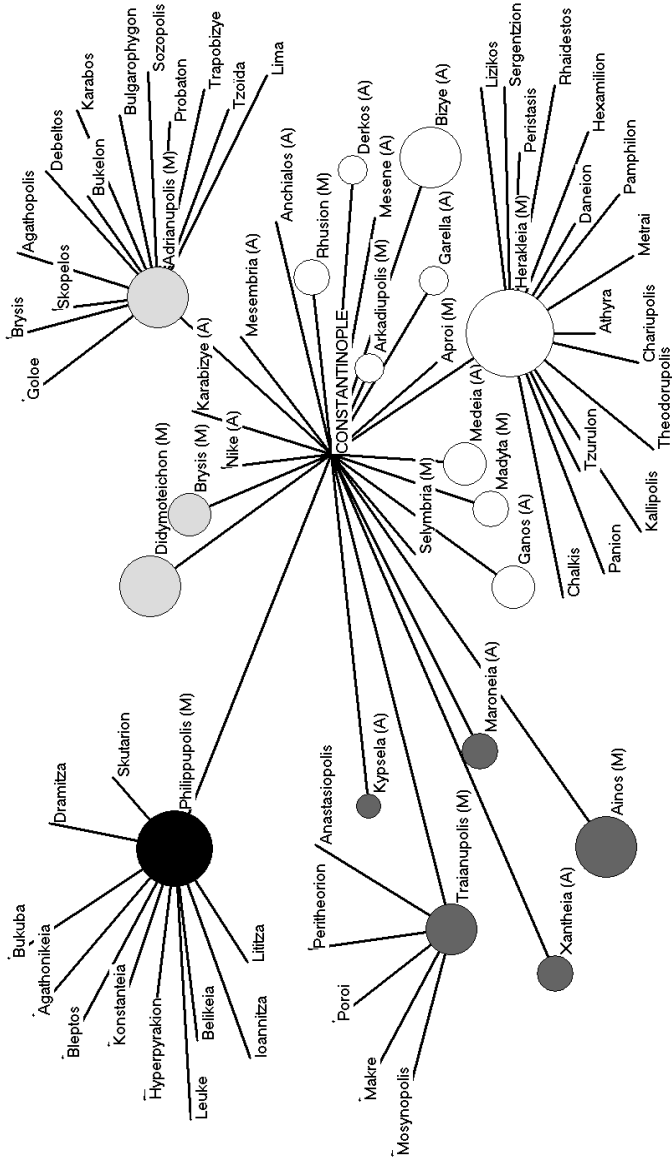 Lizikos
Sergentzion
Peristasis
Rhaidestos
Hexamilion
Pamphilon
Daneion
Metrai
Herakleia (M)
Athyra
Chariupolis
Theodorupolis
Tzurulon
Kallipolis
Panion
Chalkis
Lima
Tzoïda
Trapobizye
Probaton
Sozopolis
Bulgarophygon
Karabos
Bukelon
Debeltos
Agathopolis
Adrianupolis (M)
Skopelos
Brysis
Goloe
Anchialos (A)
Mesembria (A)
Rhusion (M)
Derkos (A)
Mesene (A)
Bizye (A)
Garella (A)
Arkadiupolis (M)
Aproi (M)
CONSTANTINOPLE
Karabizye (A)
Nike (A)
Brysis (M)
Didymoteichon (M)
Medeia (A)
Madyta (M)
Selymbria (M)
Ganos (A)
Maroneia (A)
Ainos (M)
Xantheia (A)
Kypsela (A)
Traianupolis (M)
Anastasiopolis
Peritheorion
Poroi
Makre
Mosynopolis
Philippupolis (M)
Skutarion
Dramitza
Bukuba
Agathonikeia
Bleptos
Konstanteia
Hyperpyrakion
Leuke
Belikeia
Ioannitza
Lititza